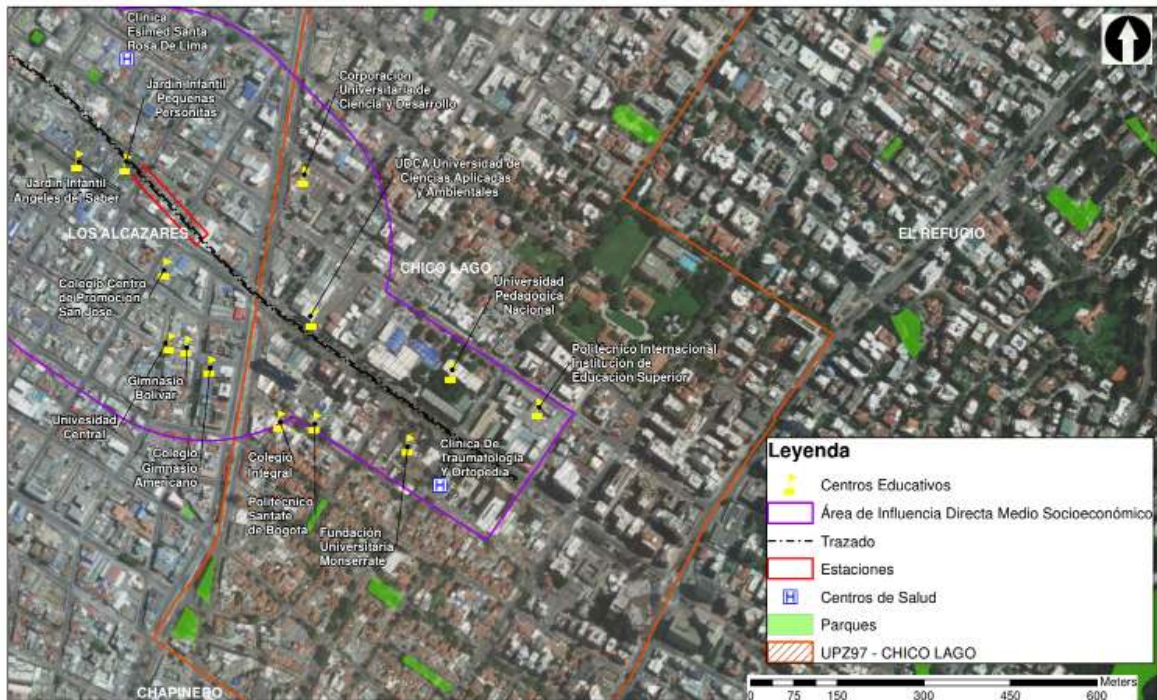 Clínica
Esimed Santa
Rosa De Lima
Jardín Infantil
Pequeñas
Personitas
Corporación
Universitaria de
Ciencia y Desarrollo
UDCA Universidad de
Ciencias Aplicadas
y Ambientales
Jardín Infantil
Angeles del Saber
LOS ALCAZARES
EL REFUGIO
CHICO LAGO
Colegio Centro
de Promoción
San José
Universidad
Pedagógica
Nacional
Politécnico Internacional
Institución de
Educación Superior
Gimnasio
Bolívar
Univesidad
Central
Colegio
Gimnasio
Americano
Colegio
Integral
Politécnico
Santafé
de Bogotá
Fundación
Universitaria
Monserrate
Clínica De
Traumatología
Y Ortopedia
CHAPINERO
Leyenda
Centros Educativos
Área de Influencia Directa Medio Socioeconómico
Trazado
Estaciones
H Centros de Salud
Parques
UPZ97 - CHICO LAGO
Meters
0 75 150 300 450 600